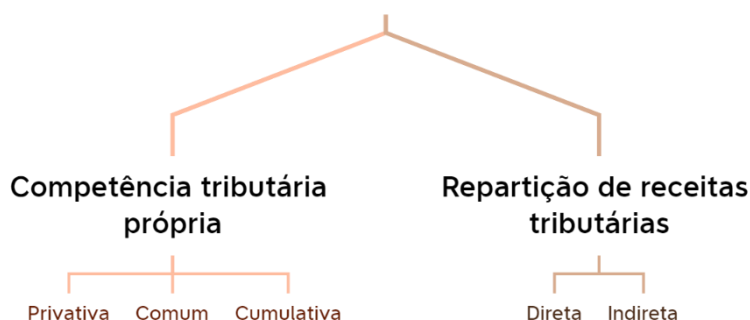 Competência tributária
própria
Repartição de receitas
tributárias
Privativa Comum Cumulativa
Direta Indireta